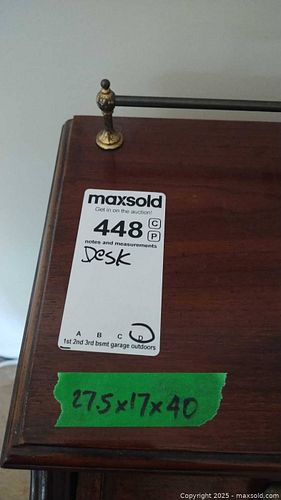 maxsold
Get in on the auction!
448 C
P
notes and measurements
Desk
A B C D
1st 2nd 3rd bsmt garage outdoors
27.5x17x40
Copyright 2025 - maxsold.com